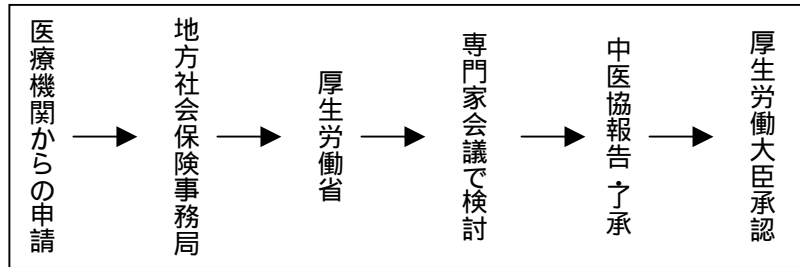 医療機関からの申請
地方社会保険事務局
厚生労働省
専門家会議で検討
中医協報告・了承
厚生労働大臣承認